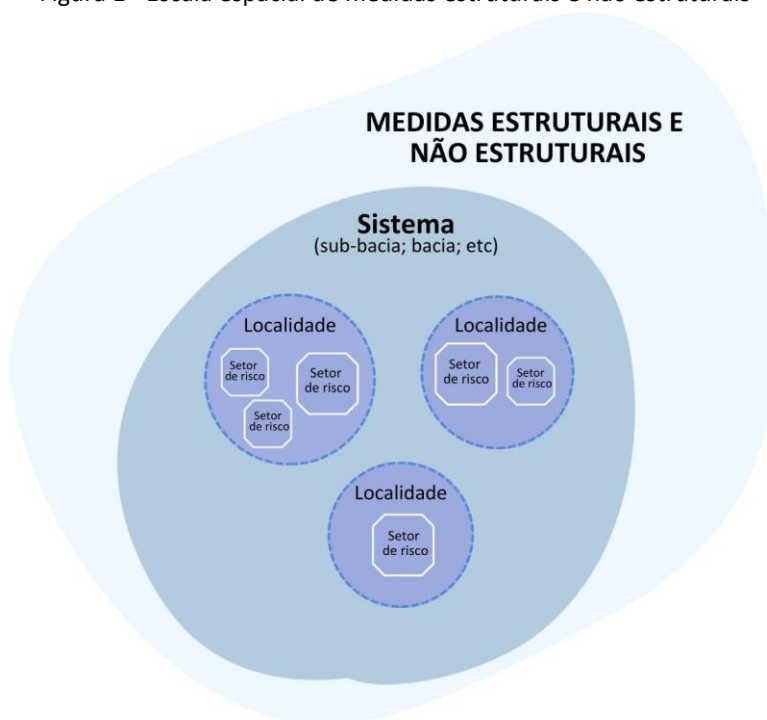 MEDIDAS ESTRUTURAIS E
NÃO ESTRUTURAIS
Sistema
(sub-bacia; bacia; etc)
Localidade
Setor
de risco
Setor
de risco
Setor
de risco
Localidade
Setor
de risco
Setor
de risco
Localidade
Setor
de risco